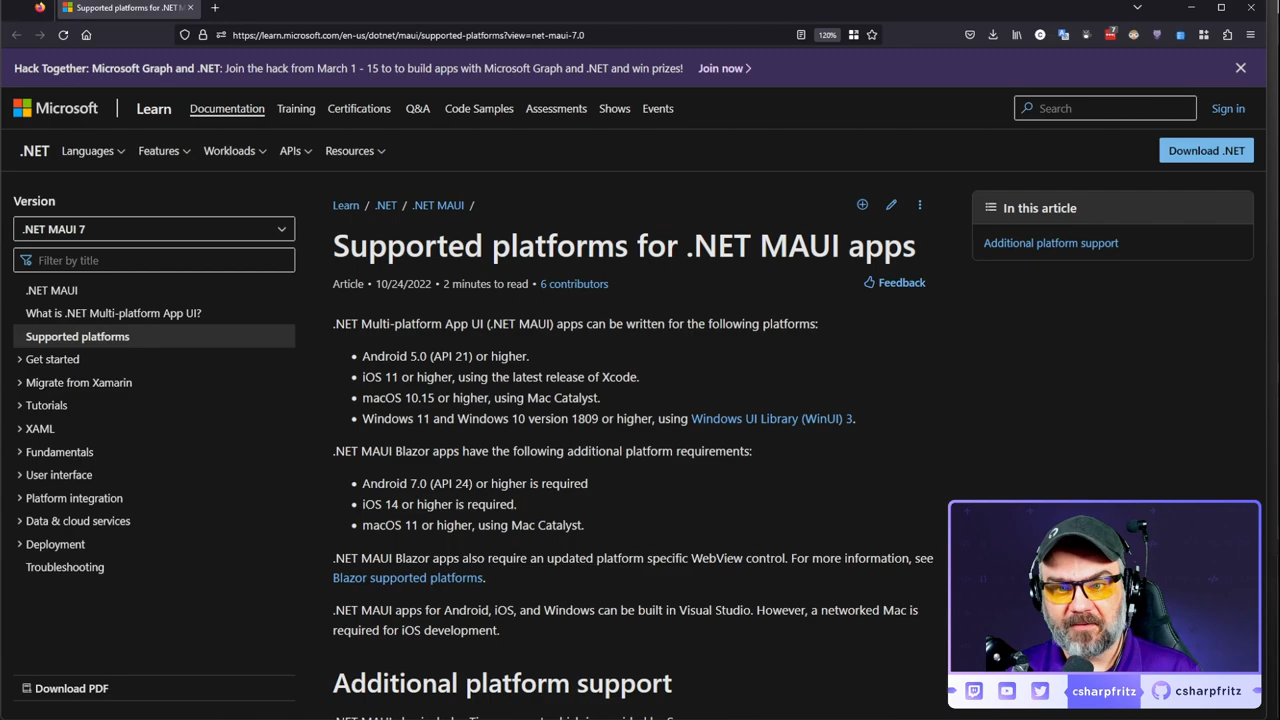 Supported platforms for .NET M
https://learn.microsoft.com/en-us/dotnet/maui/supported-platforms?view=net-maui-7.0
120%
7
Hack Together: Microsoft Graph and .NET: Join the hack from March 1 - 15 to to build apps with Microsoft Graph and .NET and win prizes! Join now
Microsoft
Learn
Documentation
Training
Certifications
Q&A
Code Samples
Assessments
Shows
Events
Search
Sign in
.NET
Languages
Features
Workloads
APIs
Resources
Download .NET
Version
.NET MAUI 7
Filter by title
.NET MAUI
What is .NET Multi-platform App UI?
Supported platforms
Get started
Migrate from Xamarin
Tutorials
XAML
Fundamentals
User interface
Platform integration
Data & cloud services
Deployment
Troubleshooting
Download PDF
Learn / .NET / .NET MAUI /
Supported platforms for .NET MAUI apps
Article • 10/24/2022 • 2 minutes to read • 6 contributors
Feedback
.NET Multi-platform App UI (.NET MAUI) apps can be written for the following platforms:
• Android 5.0 (API 21) or higher.
• iOS 11 or higher, using the latest release of Xcode.
• macOS 10.15 or higher, using Mac Catalyst.
• Windows 11 and Windows 10 version 1809 or higher, using Windows UI Library (WinUI) 3.
.NET MAUI Blazor apps have the following additional platform requirements:
• Android 7.0 (API 24) or higher is required
• iOS 14 or higher is required.
• macOS 11 or higher, using Mac Catalyst.
.NET MAUI Blazor apps also require an updated platform specific WebView control. For more information, see
Blazor supported platforms.
.NET MAUI apps for Android, iOS, and Windows can be built in Visual Studio. However, a networked Mac is
required for iOS development.
Additional platform support
In this article
Additional platform support
csharpfritz
csharpfritz